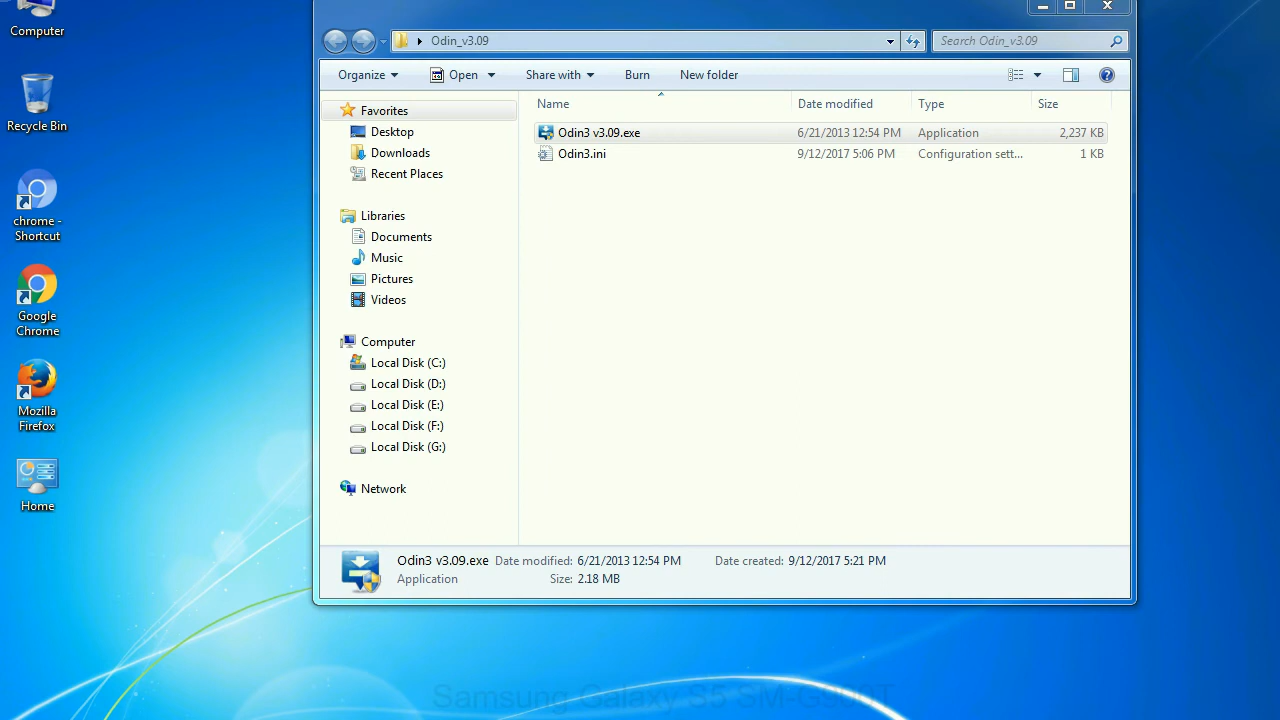 Computer
Recycle Bin
chrome -
Shortcut
Google
Chrome
Mozilla
Firefox
Home
Odin_v3.09
Search Odin_v3.09
Organize Open Share with Burn New folder
Favorites
Desktop
Downloads
Recent Places
Libraries
Documents
Music
Pictures
Videos
Computer
Local Disk (C:)
Local Disk (D:)
Local Disk (E:)
Local Disk (F:)
Local Disk (G:)
Network
Name Date modified Type Size
Odin3 v3.09.exe 6/21/2013 12:54 PM Application 2,237 KB
Odin3.ini 9/12/2017 5:06 PM Configuration sett... 1 KB
Odin3 v3.09.exe Date modified: 6/21/2013 12:54 PM Date created: 9/12/2017 5:21 PM
Application Size: 2.18 MB
Samsung Galaxy S5 SM-G900T